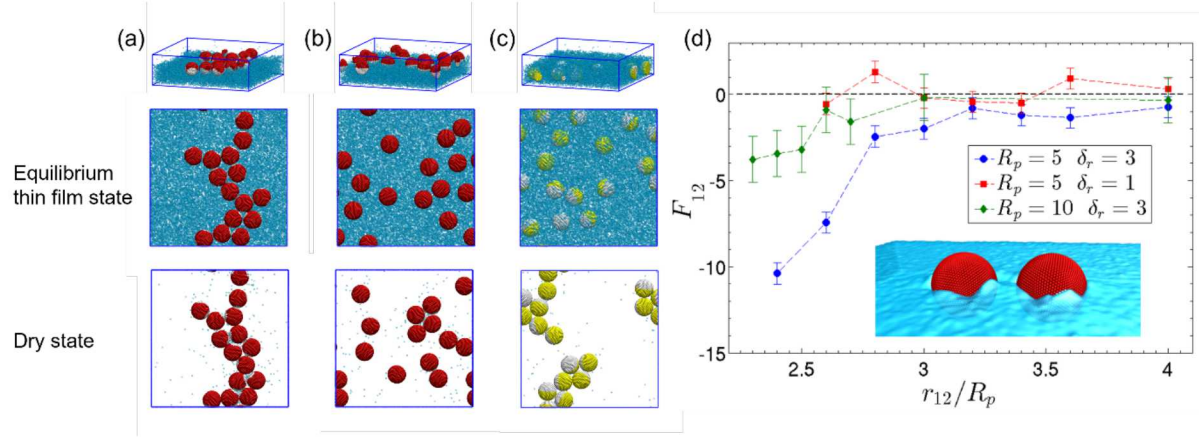 (a)
(b)
(c)
(d)
Equilibrium
thin film state
Dry state
F₁₂
0
-5
-10
-15
2.5
3
3.5
4
r₁₂/Rₚ
Rₚ = 5 δᵣ = 3
Rₚ = 5 δᵣ = 1
Rₚ = 10 δᵣ = 3